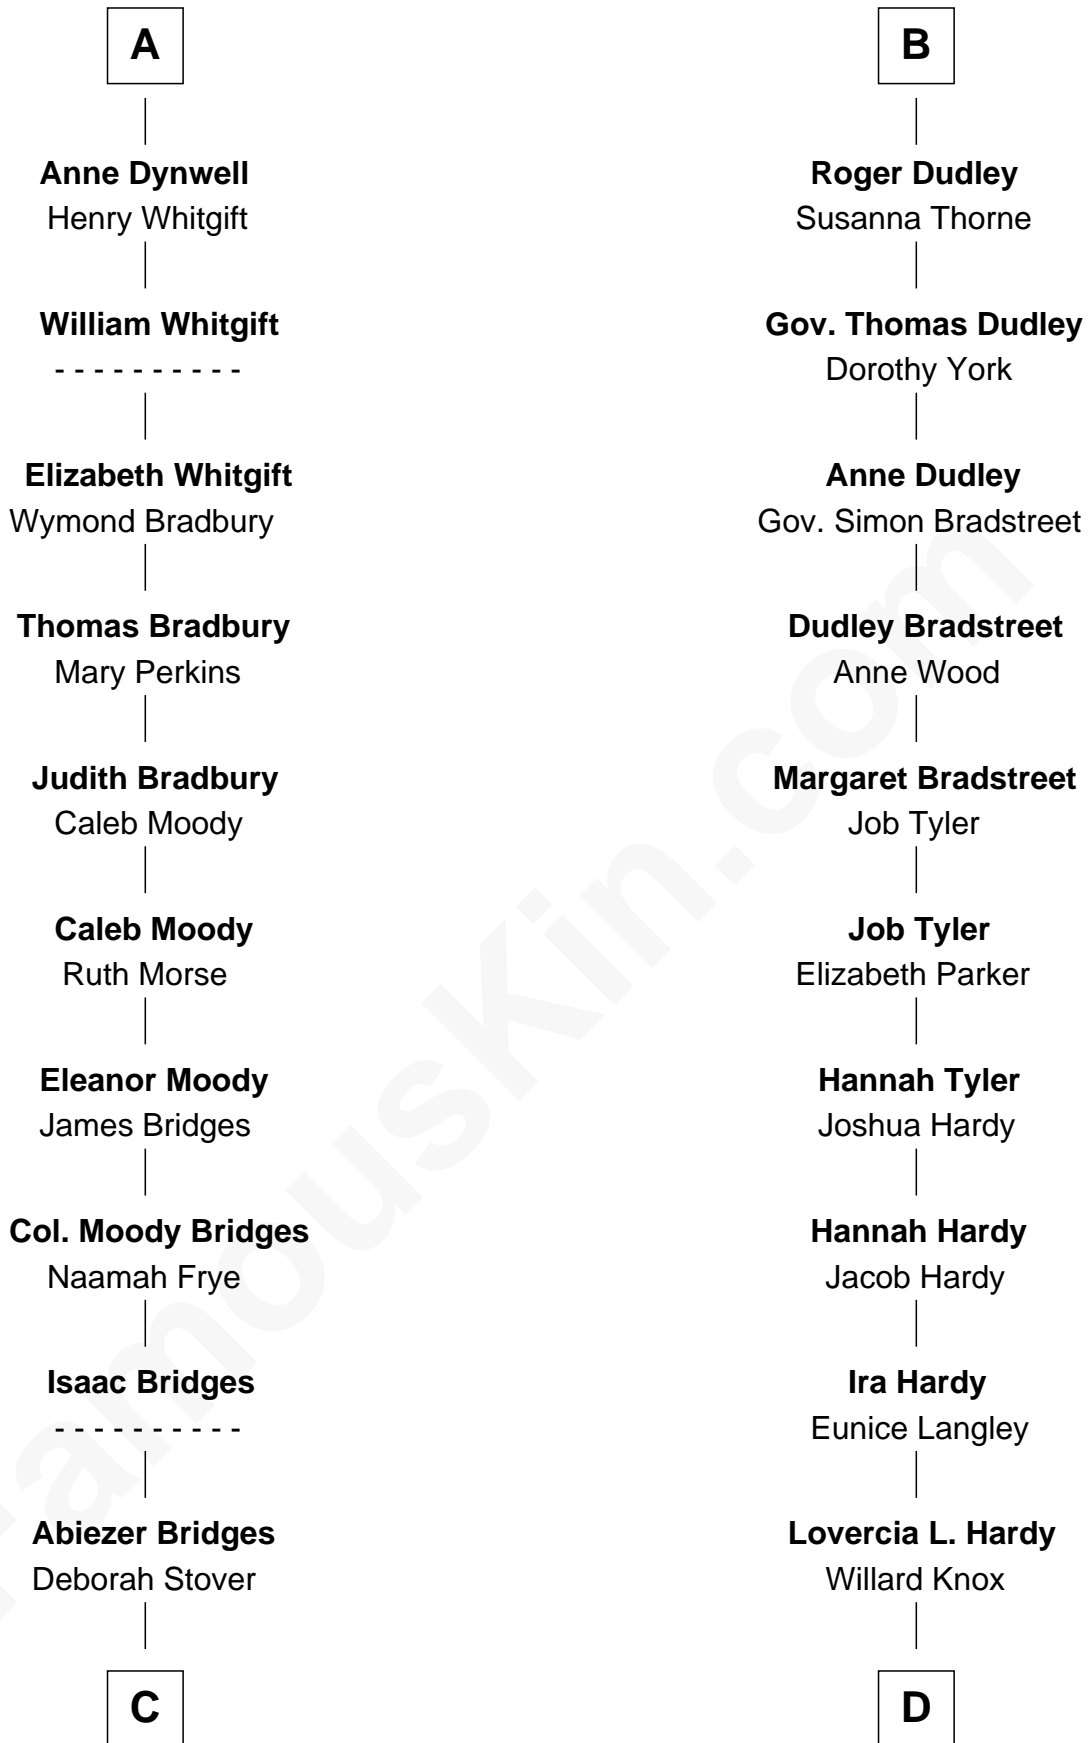 A
Anne Dynwell
Henry Whitgift
William Whitgift
- - - - - - - - - -
Elizabeth Whitgift
Wymond Bradbury
Thomas Bradbury
Mary Perkins
Judith Bradbury
Caleb Moody
Caleb Moody
Ruth Morse
Eleanor Moody
James Bridges
Col. Moody Bridges
Naamah Frye
Isaac Bridges
- - - - - - - - - -
Abiezer Bridges
Deborah Stover
C
B
Roger Dudley
Susanna Thorne
Gov. Thomas Dudley
Dorothy York
Anne Dudley
Gov. Simon Bradstreet
Dudley Bradstreet
Anne Wood
Margaret Bradstreet
Job Tyler
Job Tyler
Elizabeth Parker
Hannah Tyler
Joshua Hardy
Hannah Hardy
Jacob Hardy
Ira Hardy
Eunice Langley
Lovercia L. Hardy
Willard Knox
D
FamousKin.com